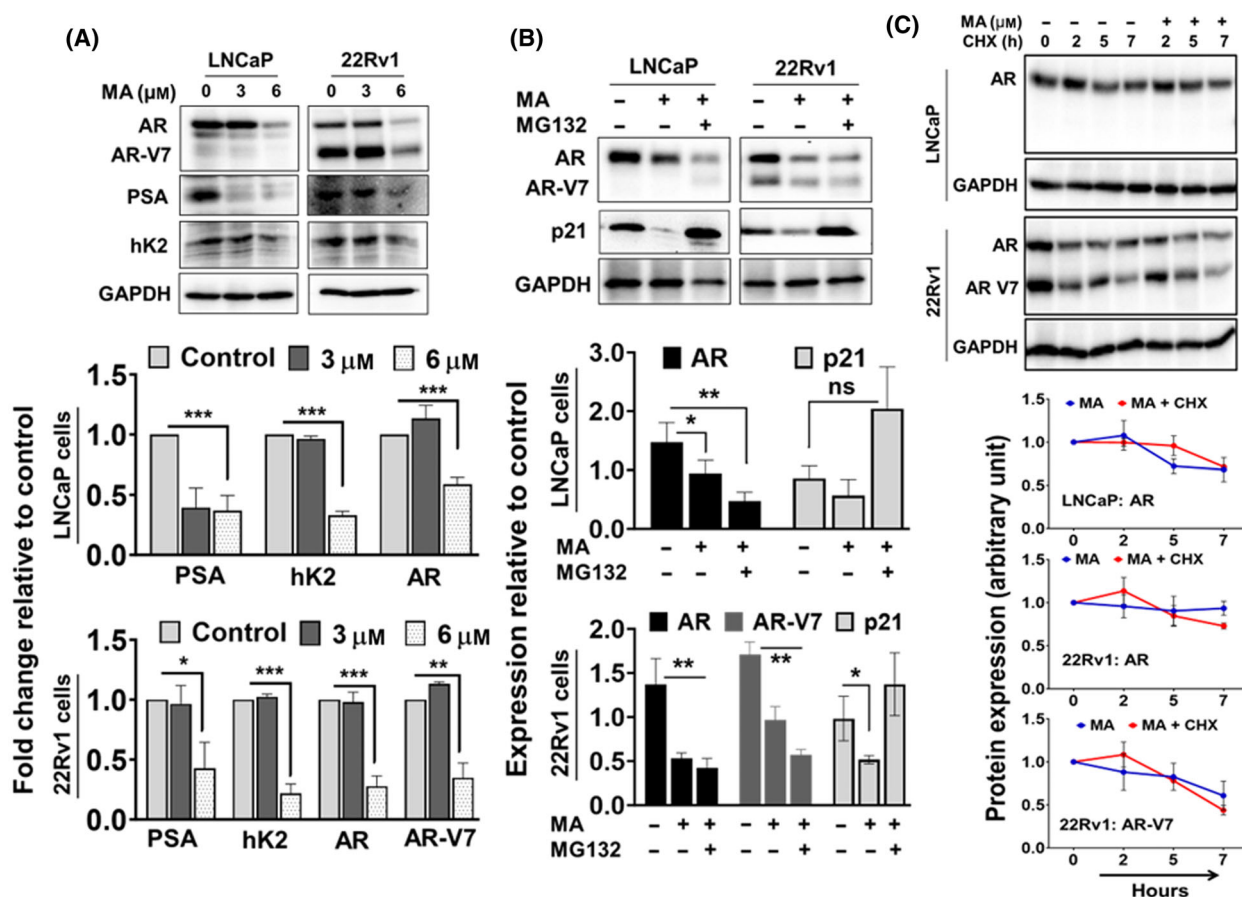 (A)
LNCaP 22Rv1
MA (µM) 0 3 6 0 3 6
AR
AR-V7
PSA
hK2
GAPDH
Fold change relative to control
LNCaP cells
Control 3 µM 6 µM
1.5
1.0
0.5
0.0
*** *** ***
PSA hK2 AR
22Rv1 cells
Control 3 µM 6 µM
1.5
1.0
0.5
0.0
* *** *** **
PSA hK2 AR AR-V7
(B)
LNCaP 22Rv1
MA – + + – + +
MG132 – – + – – +
AR
AR-V7
p21
GAPDH
Expression relative to control
LNCaP cells
AR p21
3.0
2.0
1.0
0.0
** ns
*
MA – + + – + +
MG132 – – + – – +
22Rv1 cells
AR AR-V7 p21
2.0
1.5
1.0
0.5
0.0
** ** *
MA – + + – + + – + +
MG132 – – + – – + – – +
(C)
MA (µM) – – – – + + +
CHX (h) 0 2 5 7 2 5 7
LNCaP
AR
GAPDH
22Rv1
AR
AR V7
GAPDH
Protein expression (arbitrary unit)
MA MA + CHX
1.5
1.0
0.5
0.0
LNCaP: AR
0 2 5 7
MA MA + CHX
1.5
1.0
0.5
0.0
22Rv1: AR
0 2 5 7
MA MA + CHX
1.5
1.0
0.5
0.0
22Rv1: AR-V7
0 2 5 7
Hours